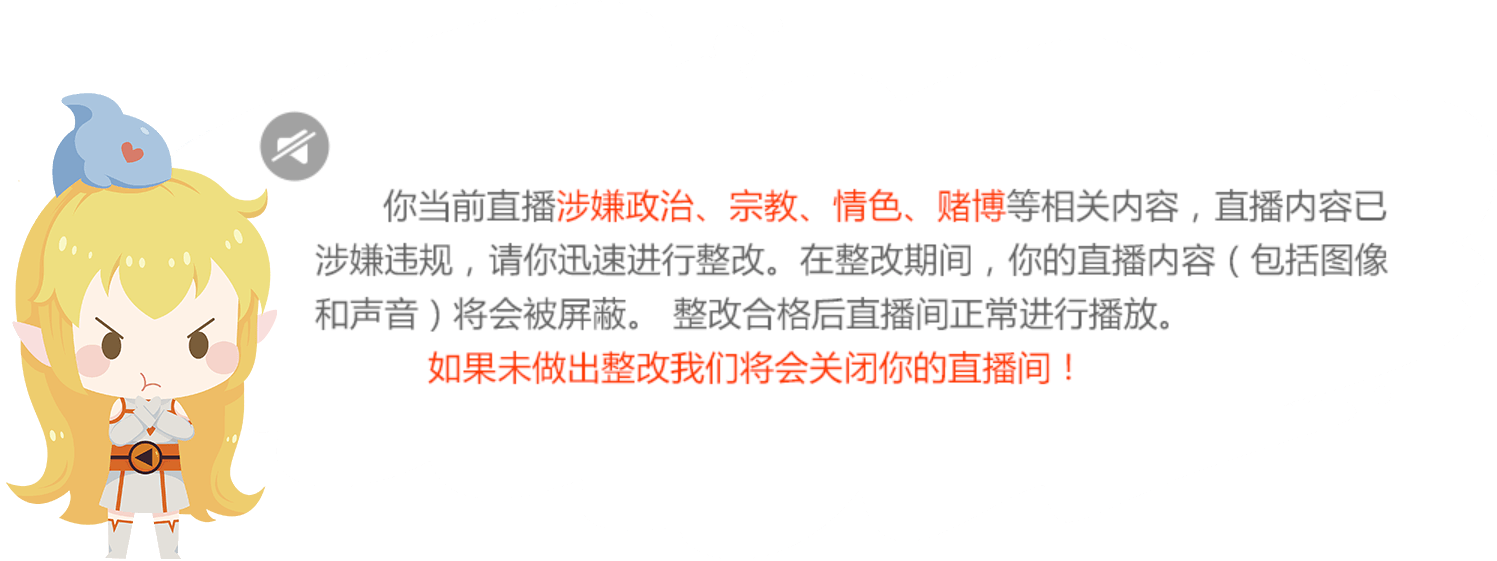 你当前直播涉嫌政治、宗教、情色、赌博等相关内容，直播内容已
涉嫌违规，请你迅速进行整改。在整改期间，你的直播内容（包括图像
和声音）将会被屏蔽。 整改合格后直播间正常进行播放。
如果未做出整改我们将会关闭你的直播间！